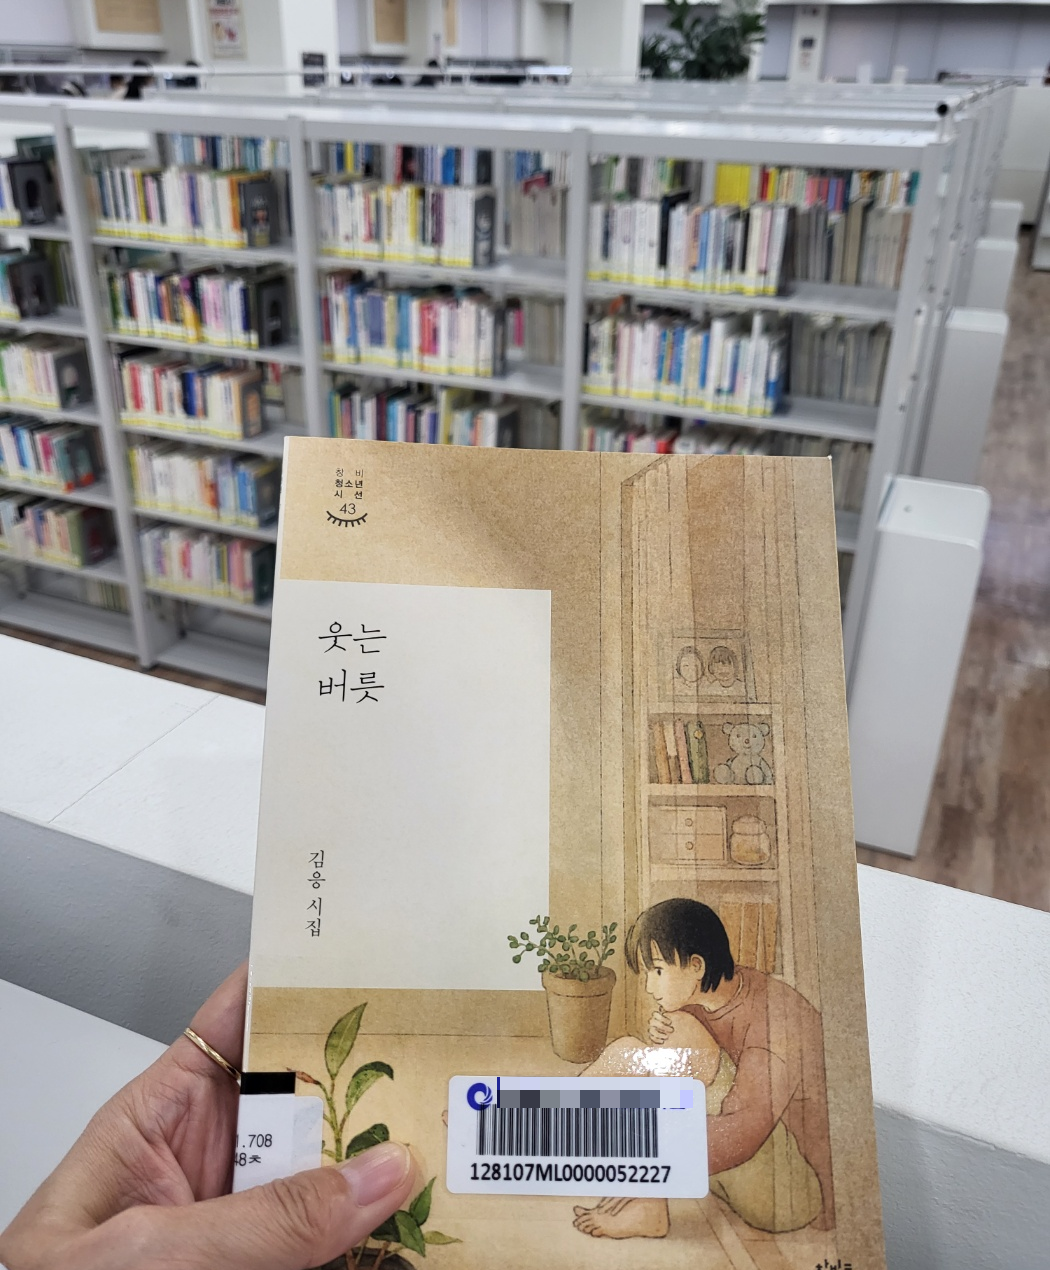 창 비
청소년
시 선
43
웃는
버릇
김응 시집
128107ML0000052227
1.708
48ㅊ